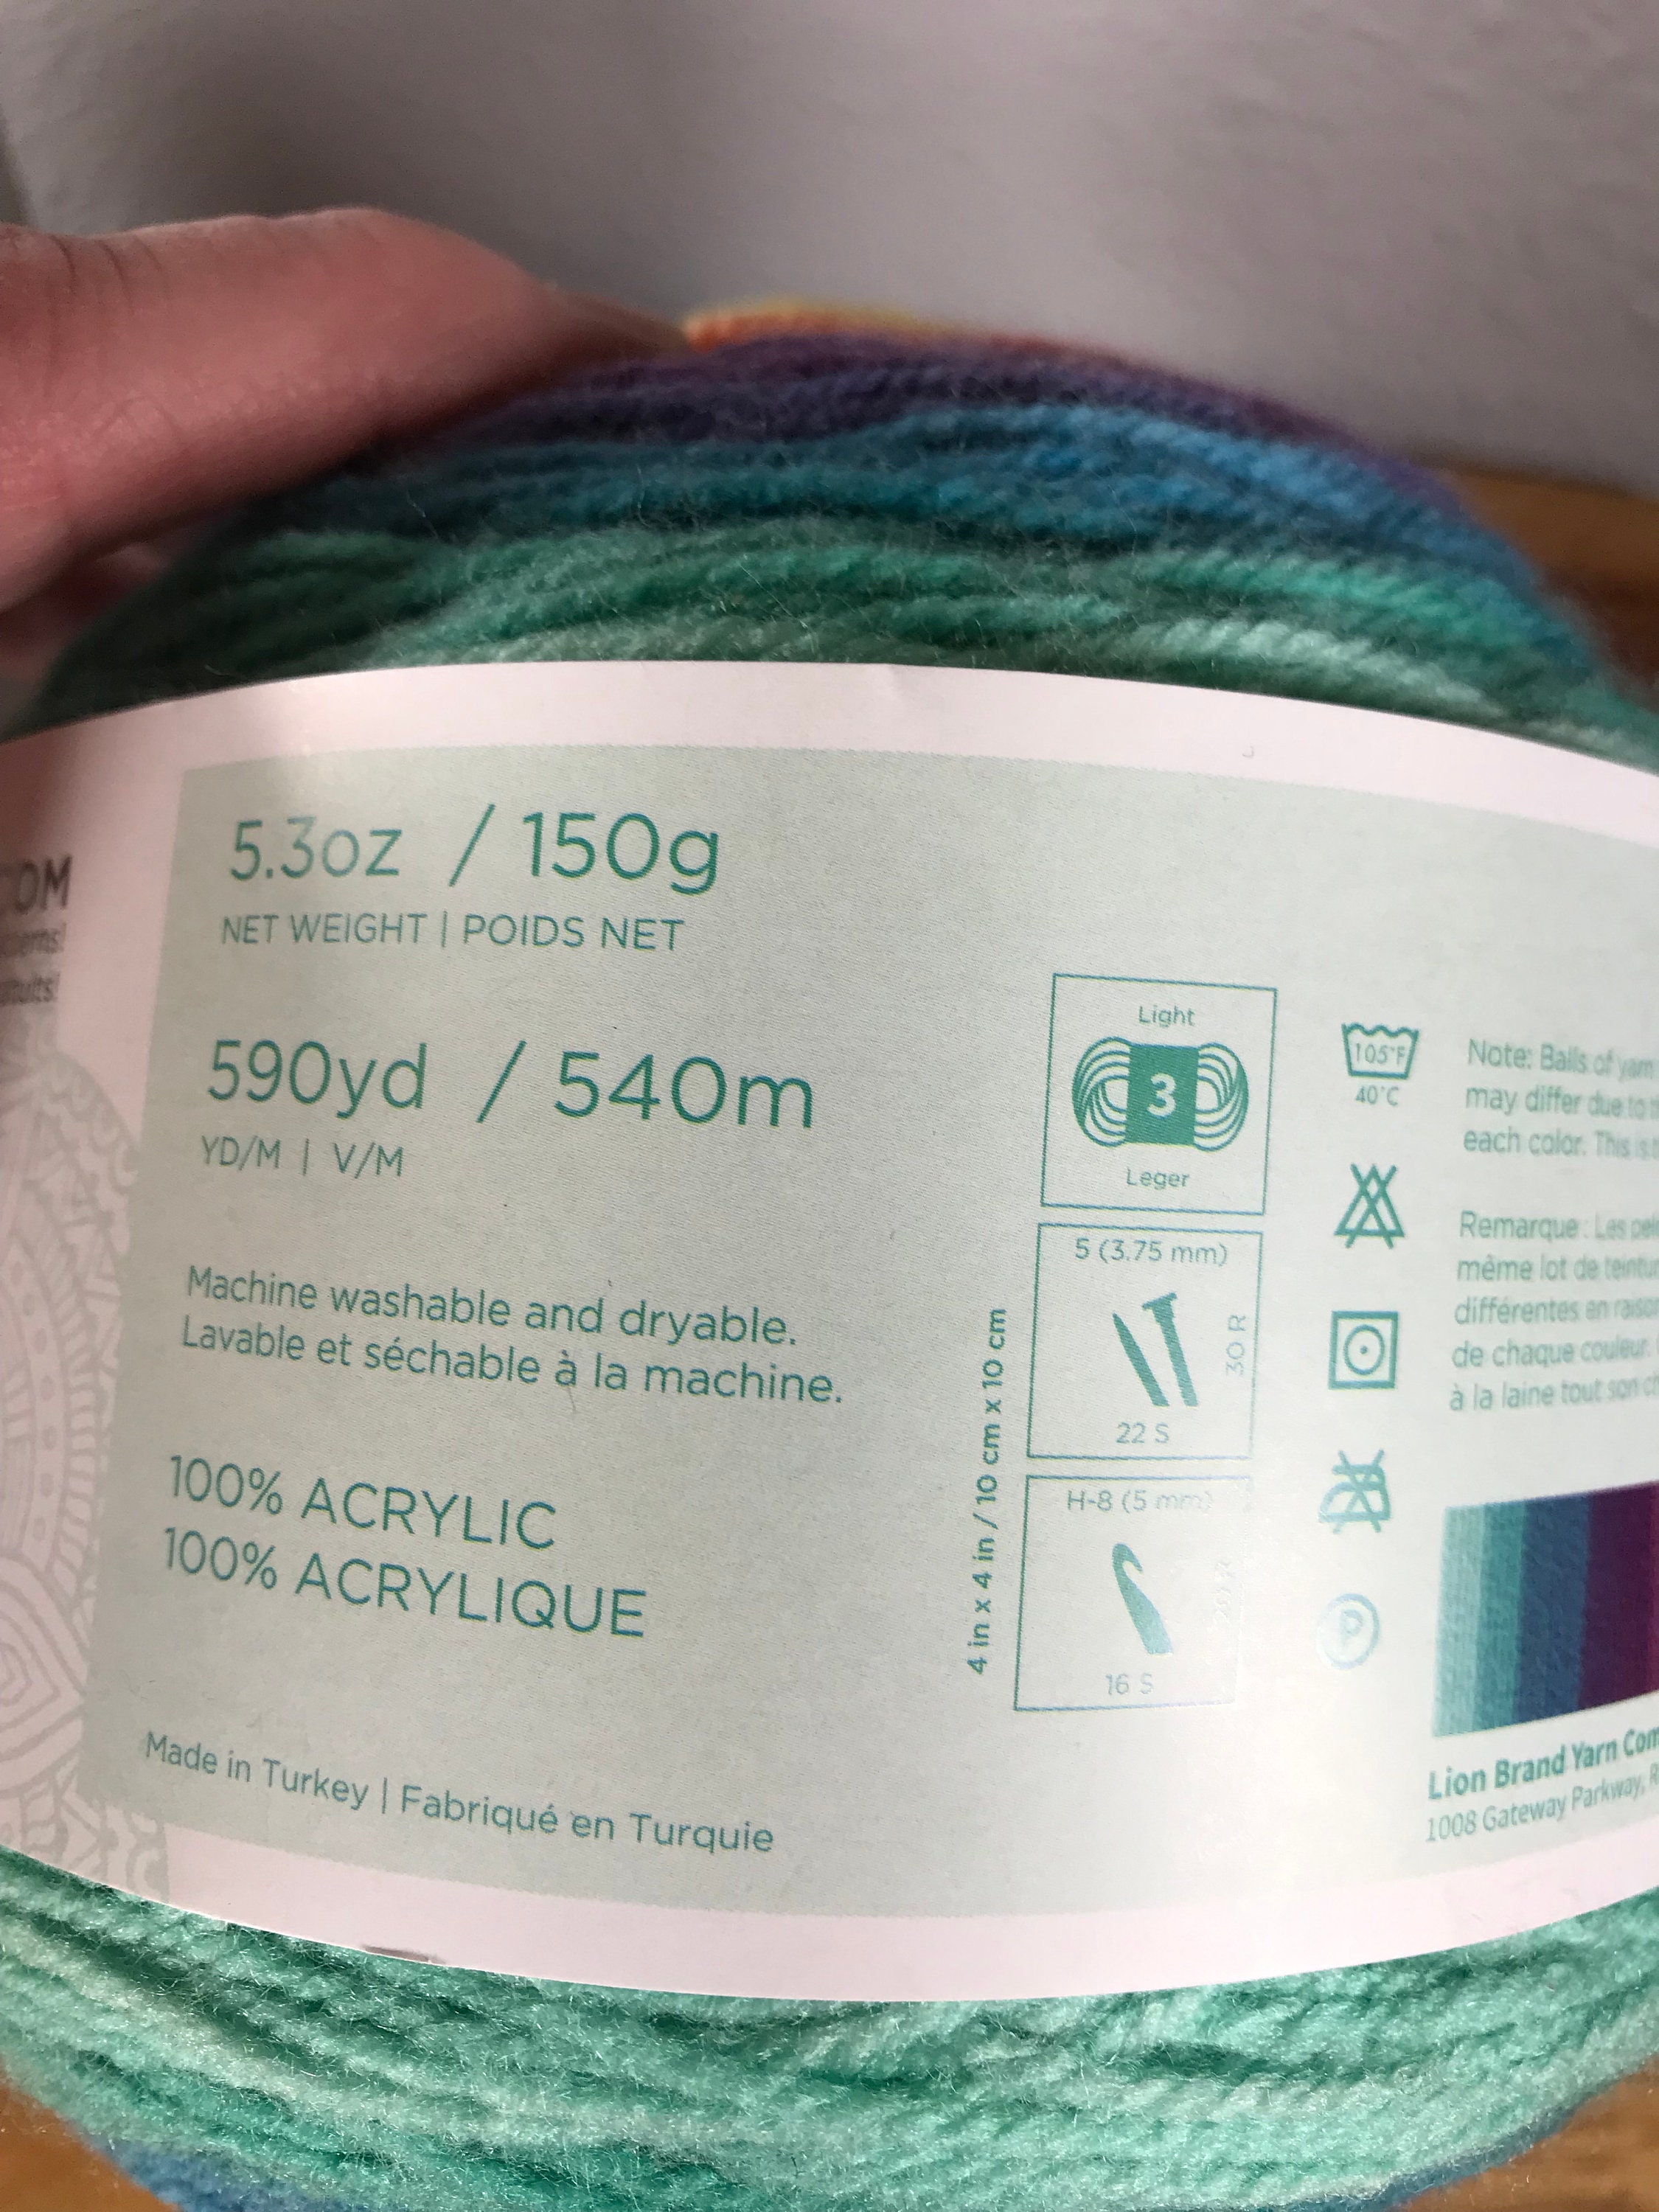 5.3oz / 150g
NET WEIGHT | POIDS NET
590yd / 540m
YD/M | V/M
Machine washable and dryable.
Lavable et séchable à la machine.
100% ACRYLIC
100% ACRYLIQUE
Made in Turkey | Fabriqué en Turquie
4 in x 4 in / 10 cm x 10 cm
Light
3
Leger
5 (3.75 mm)
30 R
22 S
H-8 (5 mm)
16 S
105°F
40°C
P
Note: Balls of yarn
may differ due to
each color. This is
Remarque : Les
même lot de
différentes en
de chaque couleur.
à la laine tout son
Lion Brand Yarn
1008 Gateway Parkway,